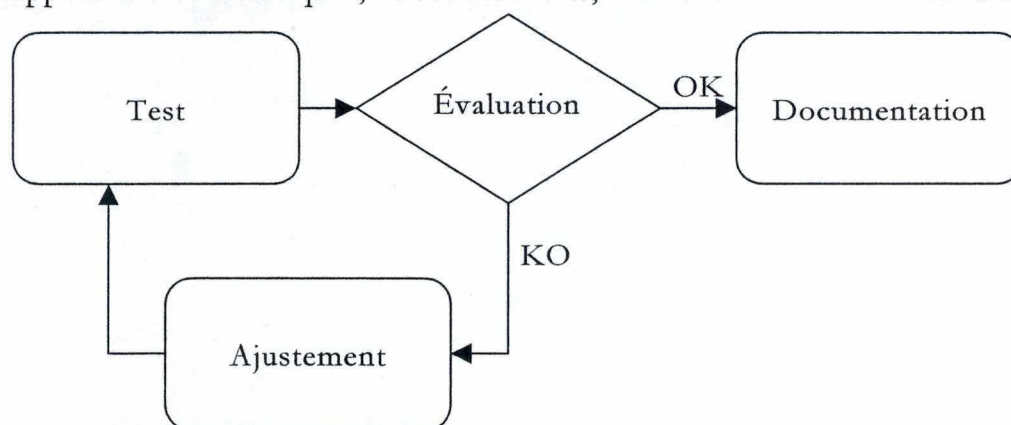 Test
Évaluation
OK
Documentation
KO
Ajustement